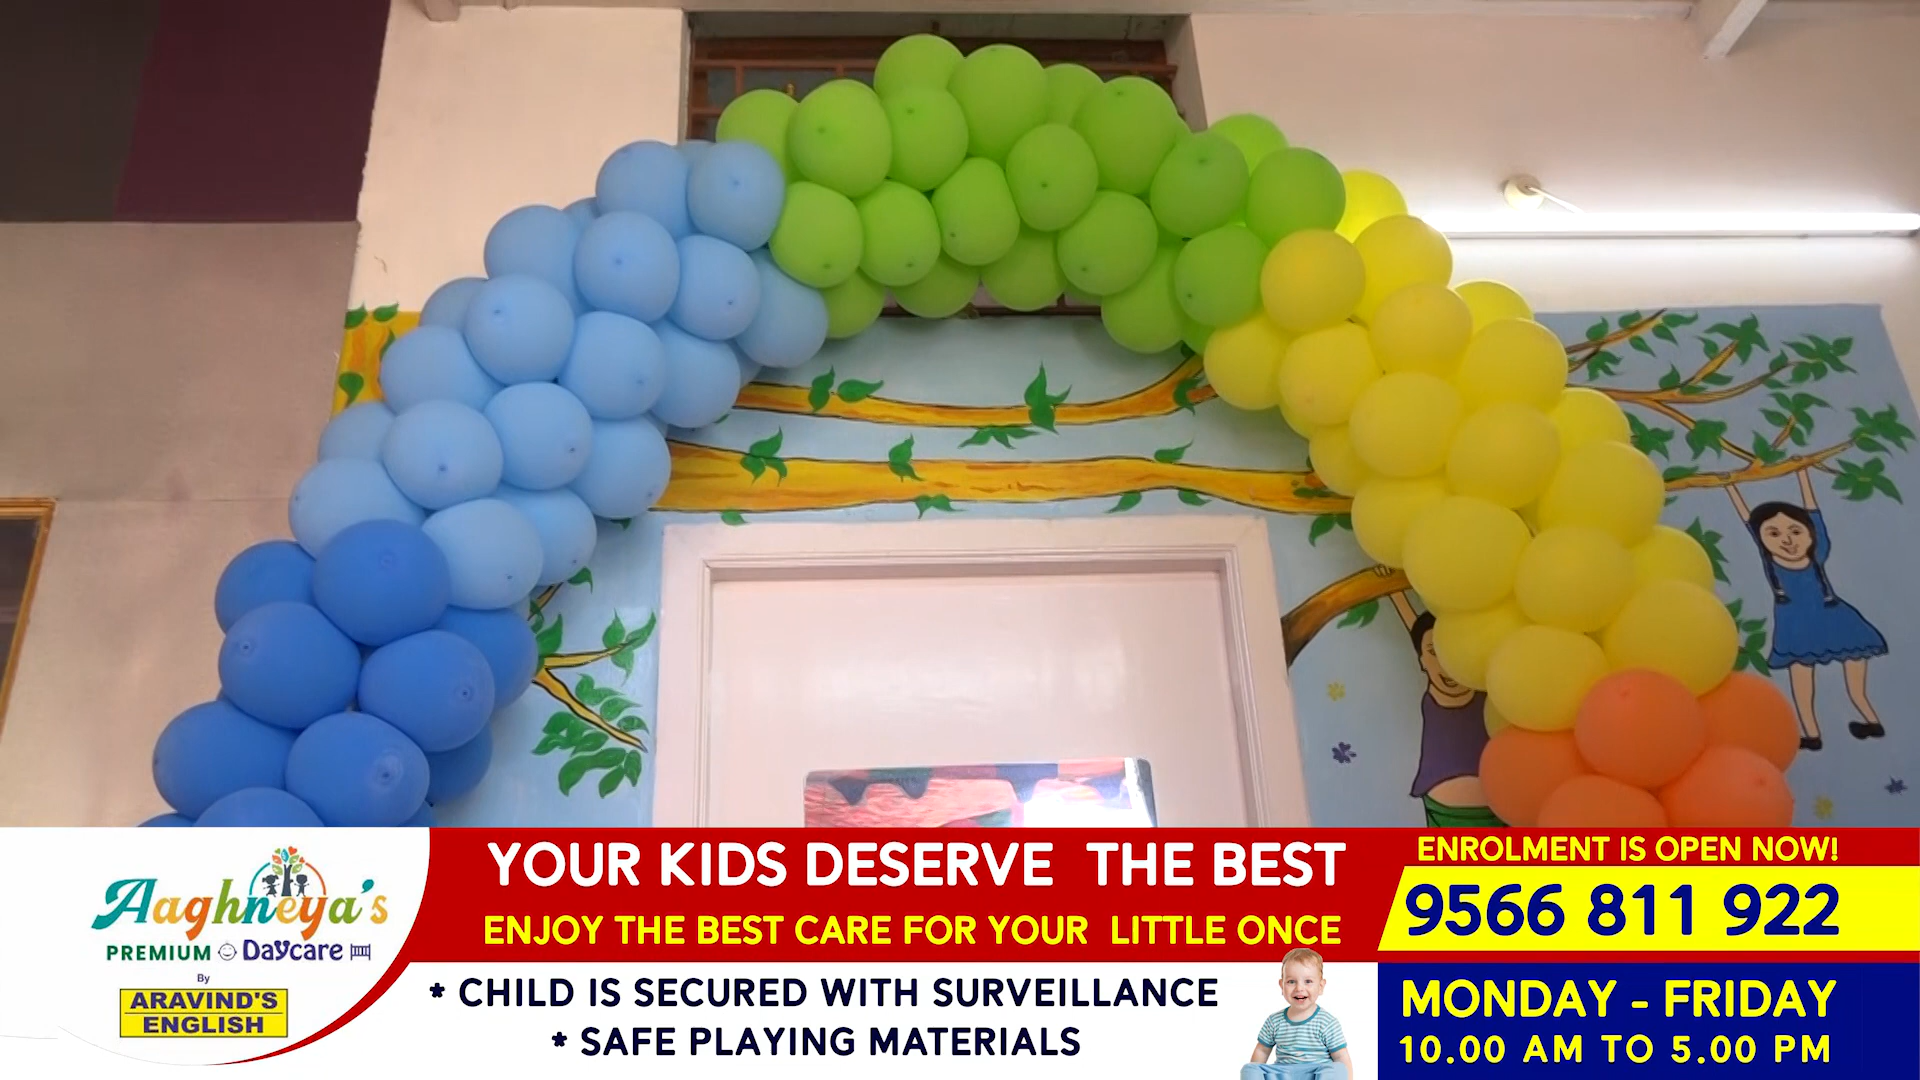 Aaghneya's
PREMIUM Daycare
By
ARAVIND'S
ENGLISH
YOUR KIDS DESERVE THE BEST
ENJOY THE BEST CARE FOR YOUR LITTLE ONCE
* CHILD IS SECURED WITH SURVEILLANCE
* SAFE PLAYING MATERIALS
ENROLMENT IS OPEN NOW!
9566 811 922
MONDAY - FRIDAY
10.00 AM TO 5.00 PM